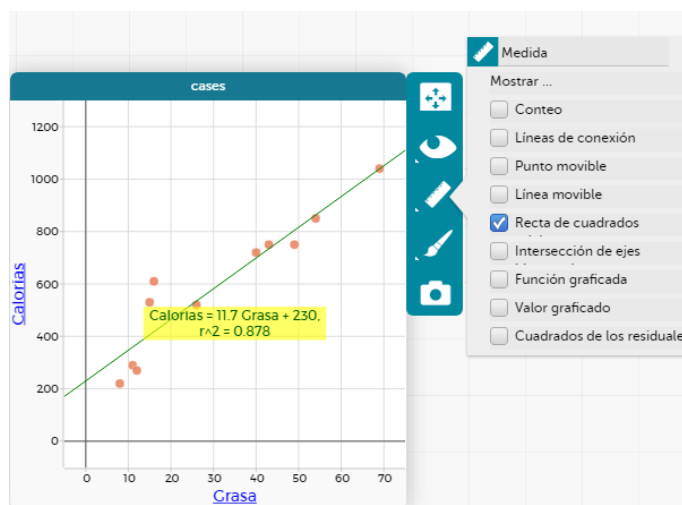 cases
1200
1000
800
600
400
200
0
Calorías
Calorías = 11.7 Grasa + 230,
r^2 = 0.878
0 10 20 30 40 50 60 70
Grasa
Medida
Mostrar ...
Conteo
Líneas de conexión
Punto movible
Línea movible
Recta de cuadrados
Intersección de ejes
Función graficada
Valor graficado
Cuadrados de los residuale